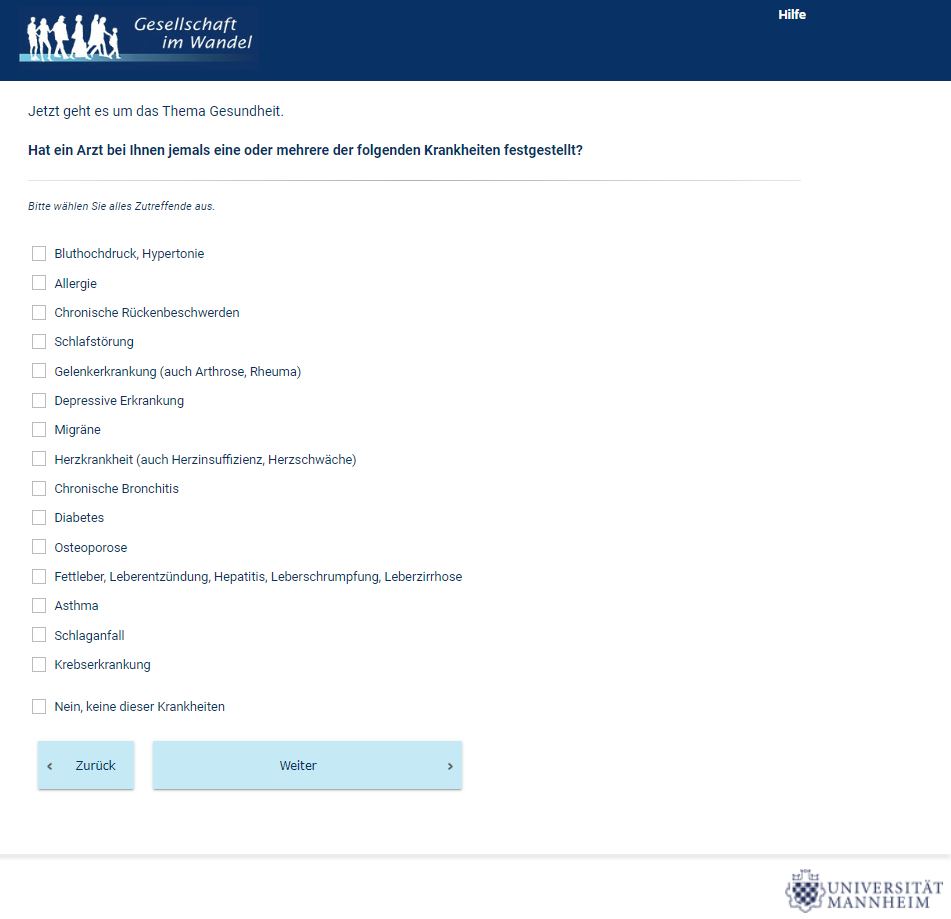 Gesellschaft
im Wandel
Hilfe
Jetzt geht es um das Thema Gesundheit.
Hat ein Arzt bei Ihnen jemals eine oder mehrere der folgenden Krankheiten festgestellt?
Bitte wählen Sie alles Zutreffende aus.
Bluthochdruck, Hypertonie
Allergie
Chronische Rückenbeschwerden
Schlafstörung
Gelenkerkrankung (auch Arthrose, Rheuma)
Depressive Erkrankung
Migräne
Herzkrankheit (auch Herzinsuffizienz, Herzschwäche)
Chronische Bronchitis
Diabetes
Osteoporose
Fettleber, Leberentzündung, Hepatitis, Leberschrumpfung, Leberzirrhose
Asthma
Schlaganfall
Krebserkrankung
Nein, keine dieser Krankheiten
‹ Zurück Weiter ›
UNIVERSITÄT
MANNHEIM